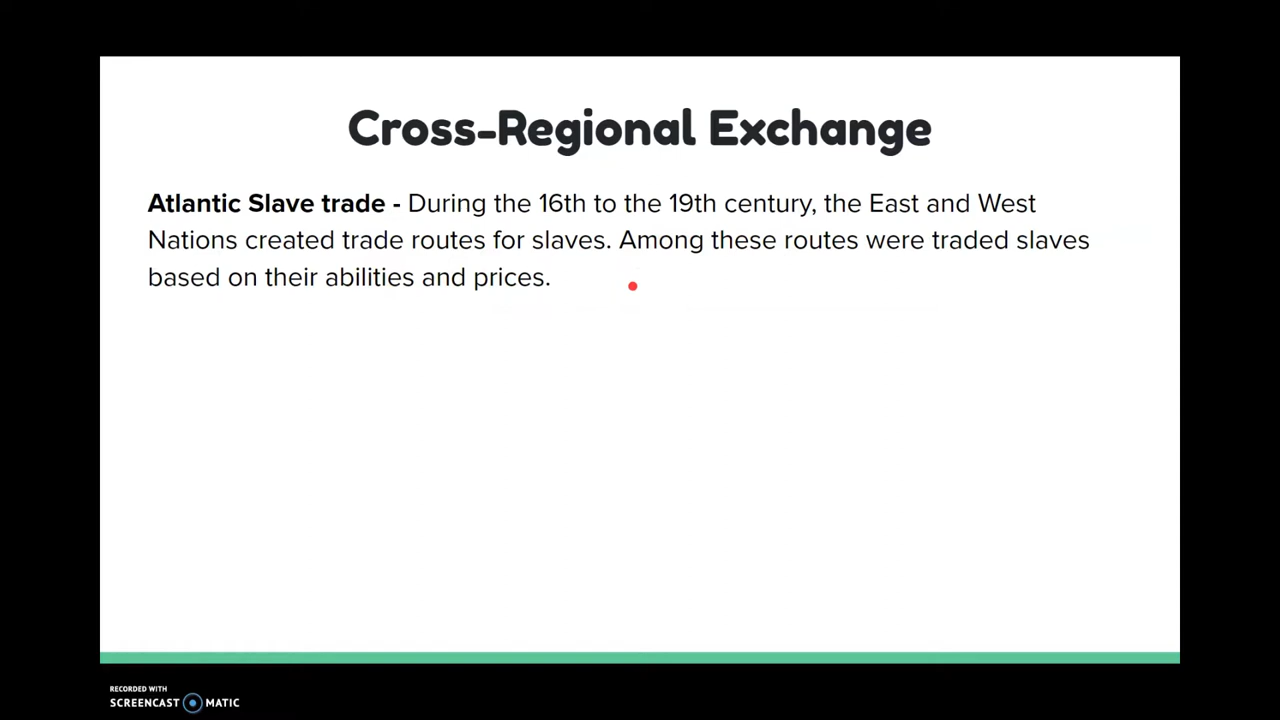 Cross-Regional Exchange
Atlantic Slave trade - During the 16th to the 19th century, the East and West
Nations created trade routes for slaves. Among these routes were traded slaves
based on their abilities and prices.
RECORDED WITH
SCREENCAST MATIC